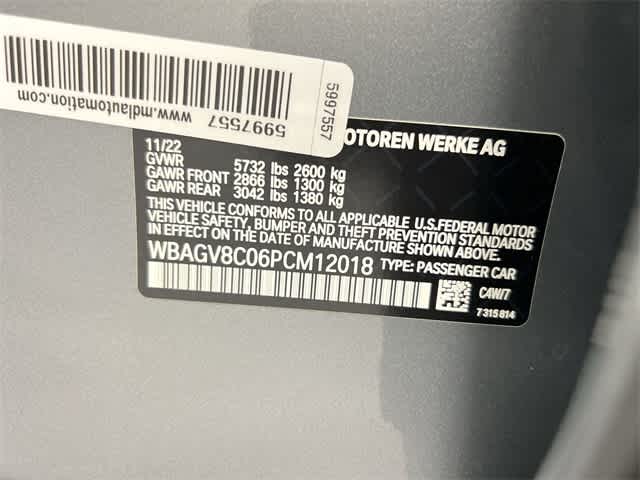 5997557
www.mdlautomation.com
5997557
MOTOREN WERKE AG
11/22
GVWR 5732 lbs 2600 kg
GAWR FRONT 2866 lbs 1300 kg
GAWR REAR 3042 lbs 1380 kg
THIS VEHICLE CONFORMS TO ALL APPLICABLE U.S.FEDERAL MOTOR
VEHICLE SAFETY, BUMPER, AND THEFT PREVENTION STANDARDS
IN EFFECT ON THE DATE OF MANUFACTURE SHOWN ABOVE.
WBAGV8C06PCM12018 TYPE: PASSENGER CAR
C4W/7
7315814